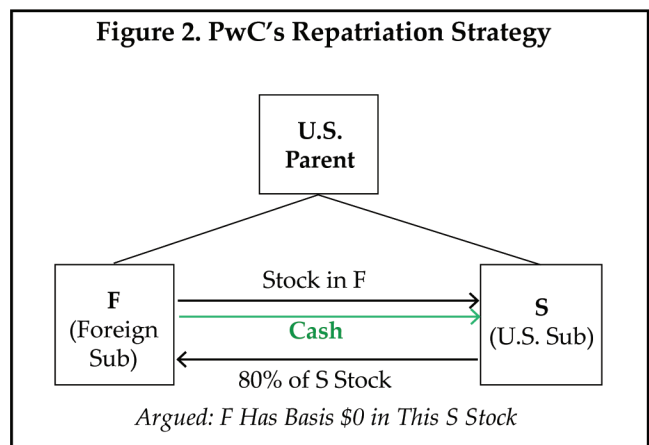 Figure 2. PwC’s Repatriation Strategy
U.S.
Parent
F
(Foreign
Sub)
Stock in F
Cash
80% of S Stock
S
(U.S. Sub)
Argued: F Has Basis $0 in This S Stock